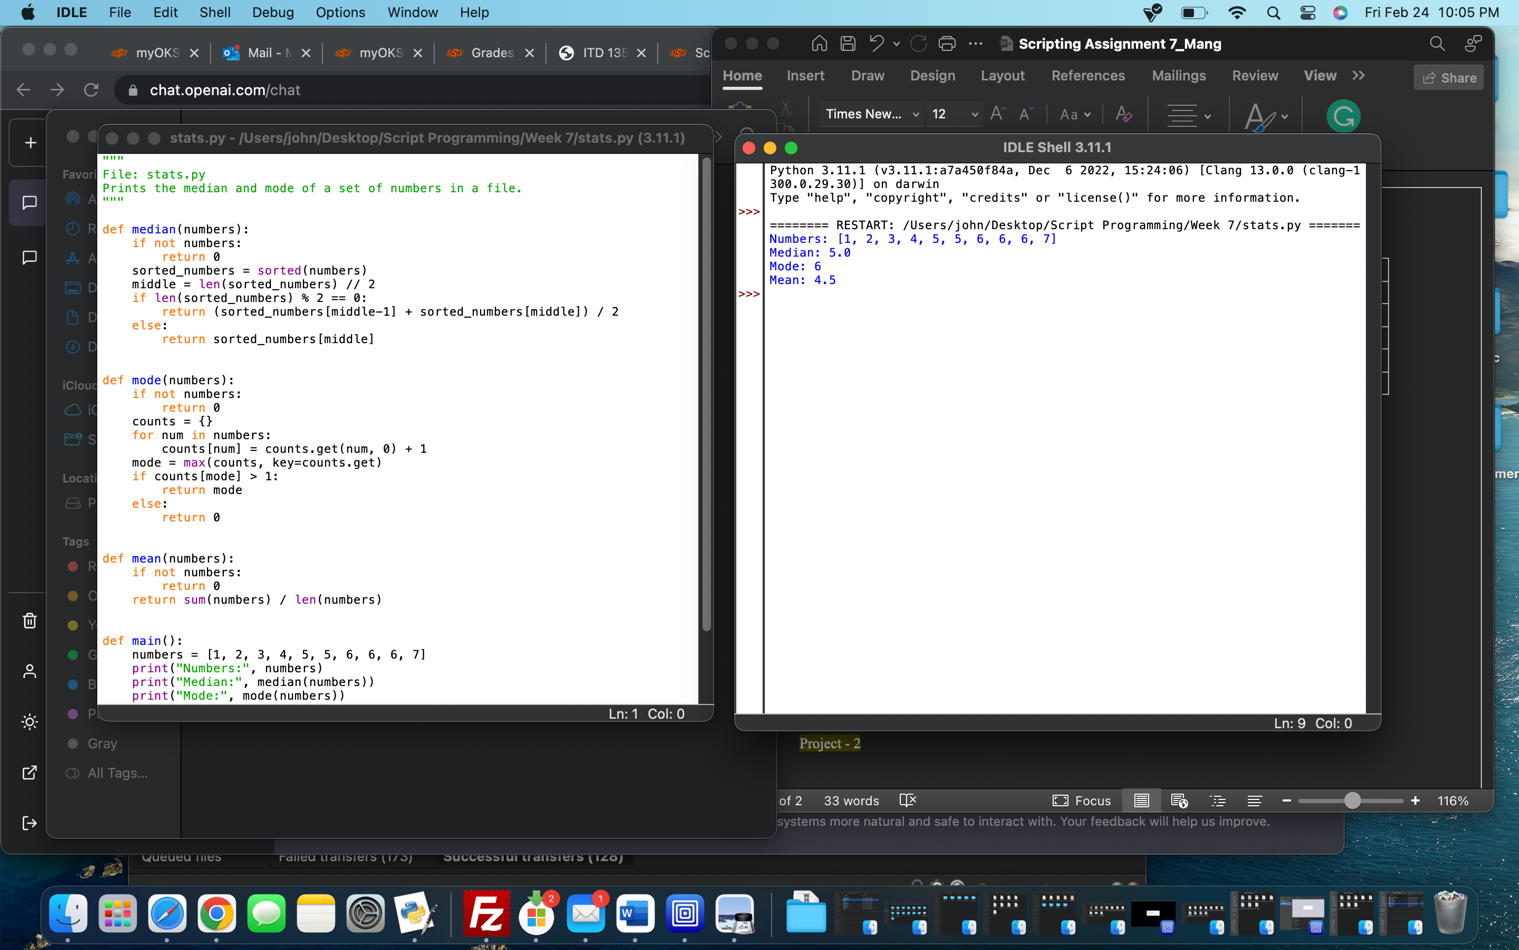 IDLE File Edit Shell Debug Options Window Help
Fri Feb 24 10:05 PM
myOKS
Mail -
myOKS
Grades
ITD 135
Sc
chat.openai.com/chat
Scripting Assignment 7_Mang
Home Insert Draw Design Layout References Mailings Review View
Share
Times New... 12
Aa
stats.py - /Users/john/Desktop/Script Programming/Week 7/stats.py (3.11.1)
"""
File: stats.py
Prints the median and mode of a set of numbers in a file.
"""
def median(numbers):
    if not numbers:
        return 0
    sorted_numbers = sorted(numbers)
    middle = len(sorted_numbers) // 2
    if len(sorted_numbers) % 2 == 0:
        return (sorted_numbers[middle-1] + sorted_numbers[middle]) / 2
    else:
        return sorted_numbers[middle]
def mode(numbers):
    if not numbers:
        return 0
    counts = {}
    for num in numbers:
        counts[num] = counts.get(num, 0) + 1
    mode = max(counts, key=counts.get)
    if counts[mode] > 1:
        return mode
    else:
        return 0
def mean(numbers):
    if not numbers:
        return 0
    return sum(numbers) / len(numbers)
def main():
    numbers = [1, 2, 3, 4, 5, 5, 6, 6, 6, 7]
    print("Numbers:", numbers)
    print("Median:", median(numbers))
    print("Mode:", mode(numbers))
Ln: 1 Col: 0
Favori
iCloud
Locati
Tags
Gray
All Tags...
IDLE Shell 3.11.1
Python 3.11.1 (v3.11.1:a7a450f84a, Dec  6 2022, 15:24:06) [Clang 13.0.0 (clang-1
300.0.29.30)] on darwin
Type "help", "copyright", "credits" or "license()" for more information.
>>>
======== RESTART: /Users/john/Desktop/Script Programming/Week 7/stats.py =======
Numbers: [1, 2, 3, 4, 5, 5, 6, 6, 6, 7]
Median: 5.0
Mode: 6
Mean: 4.5
>>>
Ln: 9 Col: 0
Project - 2
of 2 33 words
Focus
116%
systems more natural and safe to interact with. Your feedback will help us improve.
Queued files Failed transfers (173) Successful transfers (128)
2
1